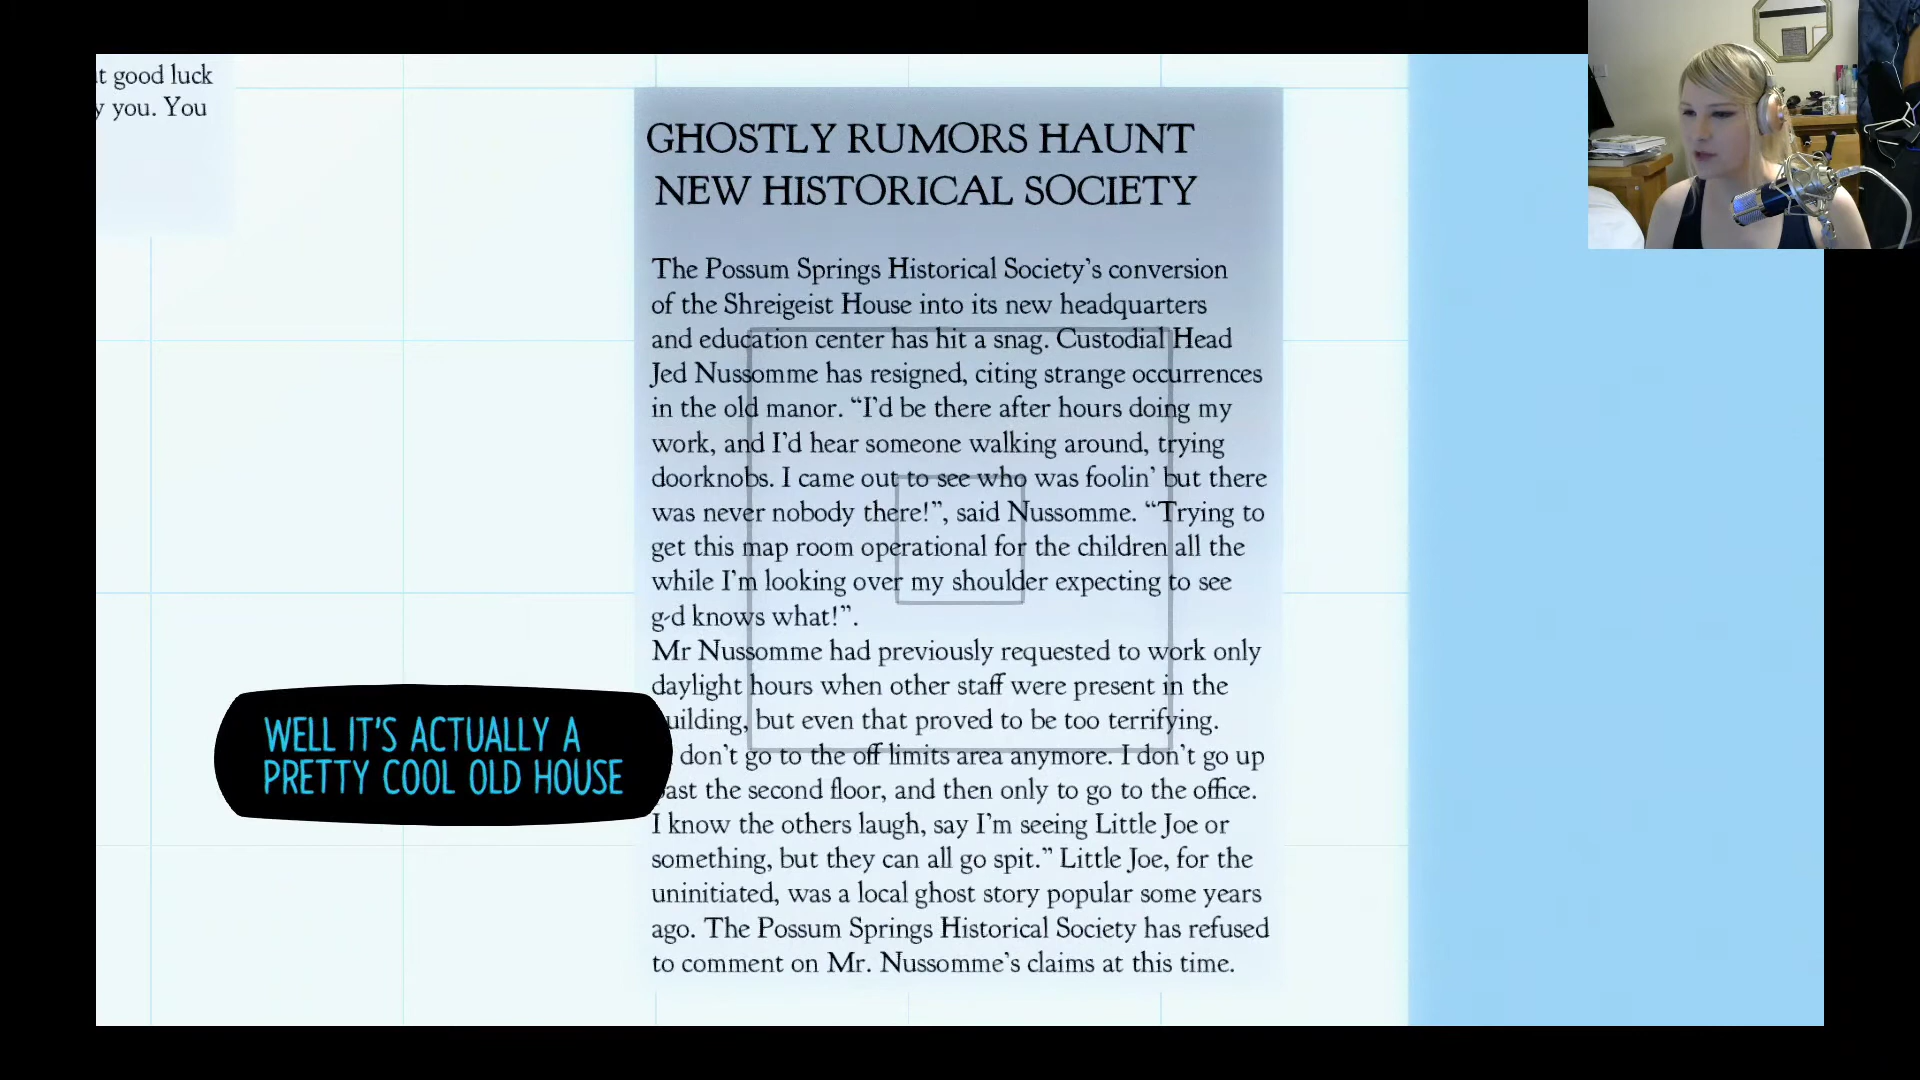 t good luck
y you. You
GHOSTLY RUMORS HAUNT
NEW HISTORICAL SOCIETY
The Possum Springs Historical Society's conversion
of the Shreigeist House into its new headquarters
and education center has hit a snag. Custodial Head
Jed Nussomme has resigned, citing strange occurrences
in the old manor. “I'd be there after hours doing my
work, and I'd hear someone walking around, trying
doorknobs. I came out to see who was foolin' but there
was never nobody there!”, said Nussomme. “Trying to
get this map room operational for the children all the
while I'm looking over my shoulder expecting to see
g-d knows what!”.
Mr Nussomme had previously requested to work only
daylight hours when other staff were present in the
uilding, but even that proved to be too terrifying.
don't go to the off limits area anymore. I don't go up
ast the second floor, and then only to go to the office.
I know the others laugh, say I'm seeing Little Joe or
something, but they can all go spit.” Little Joe, for the
uninitiated, was a local ghost story popular some years
ago. The Possum Springs Historical Society has refused
to comment on Mr. Nussomme's claims at this time.
WELL IT'S ACTUALLY A
PRETTY COOL OLD HOUSE